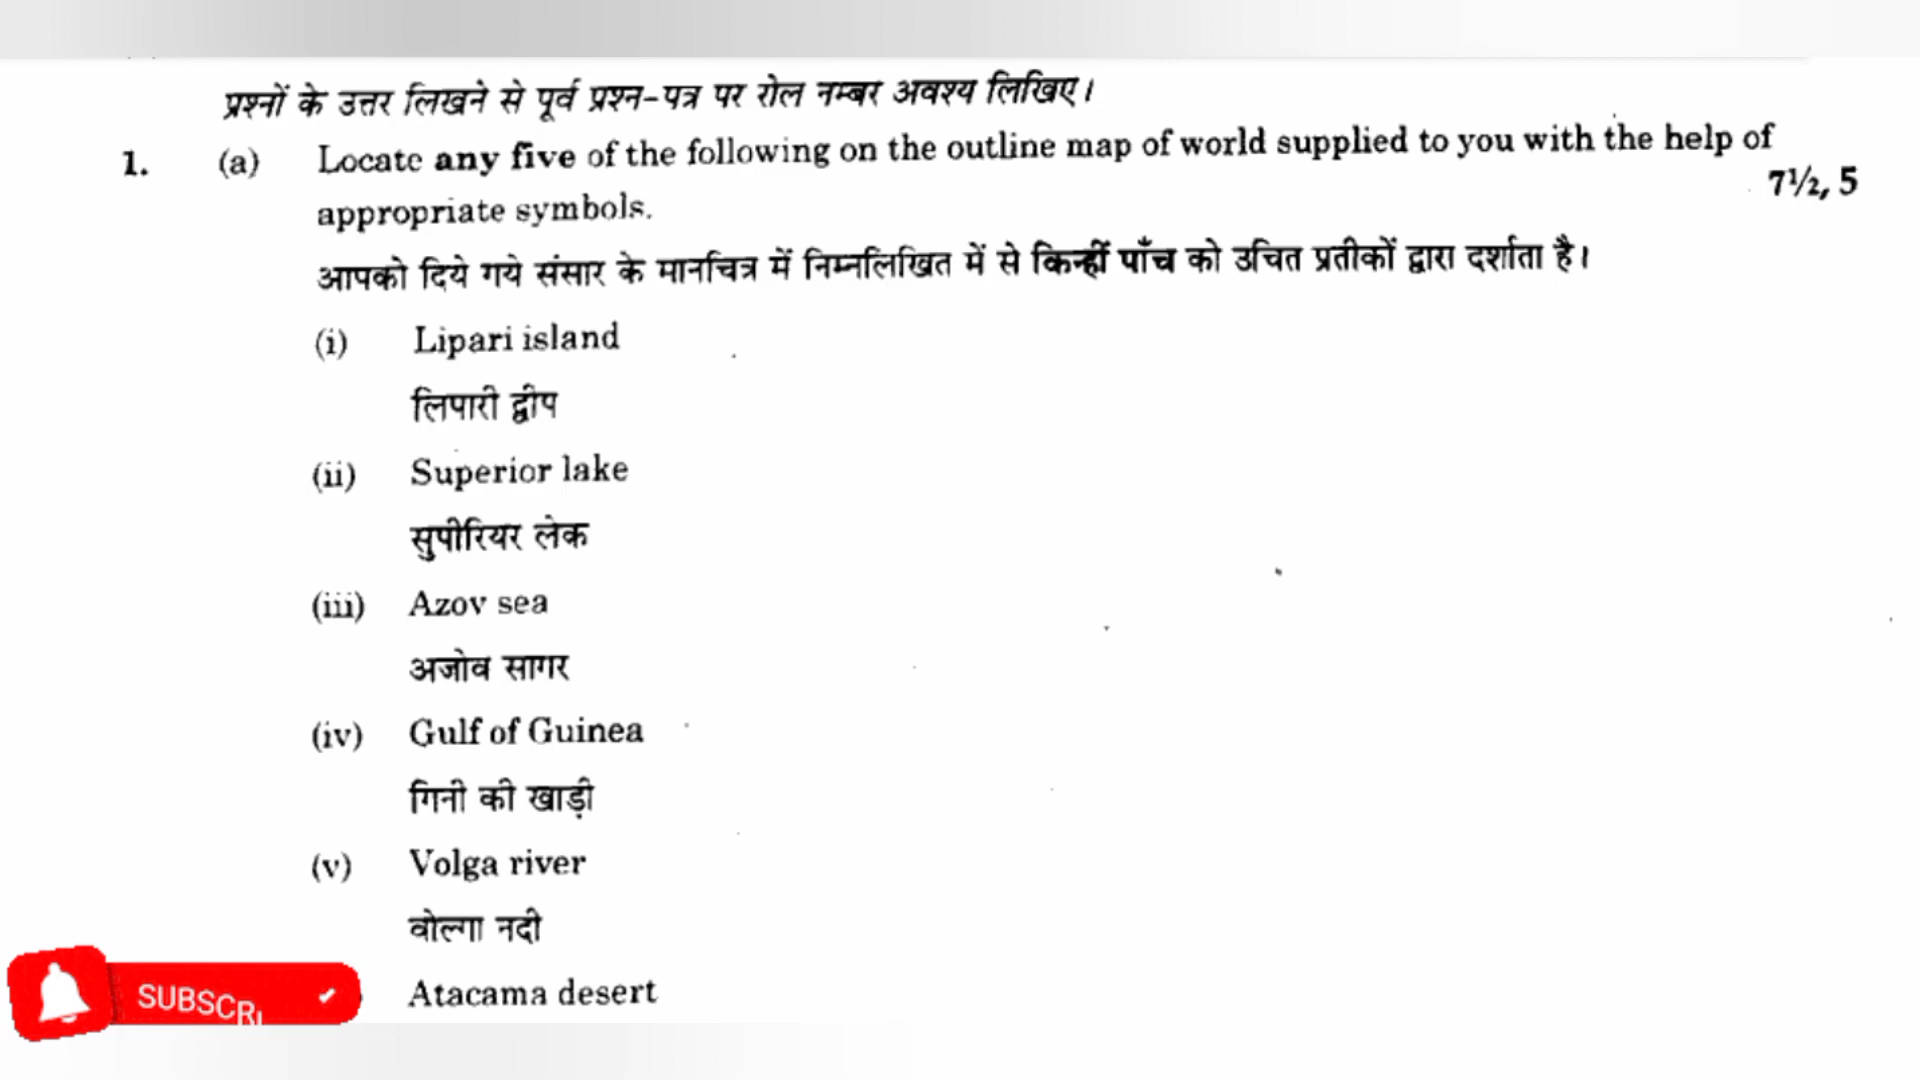 प्रश्नों के उत्तर लिखने से पूर्व प्रश्न-पत्र पर रोल नम्बर अवश्य लिखिए।
1. (a) Locate any five of the following on the outline map of world supplied to you with the help of
7½, 5
appropriate symbols.
आपको दिये गये संसार के मानचित्र में निम्नलिखित में से किन्हीं पाँच को उचित प्रतीकों द्वारा दर्शाता है।
(i) Lipari island
लिपारी द्वीप
(ii) Superior lake
सुपीरियर लेक
(iii) Azov sea
अजोव सागर
(iv) Gulf of Guinea
गिनी की खाड़ी
(v) Volga river
वोल्गा नदी
Atacama desert
SUBSCRI